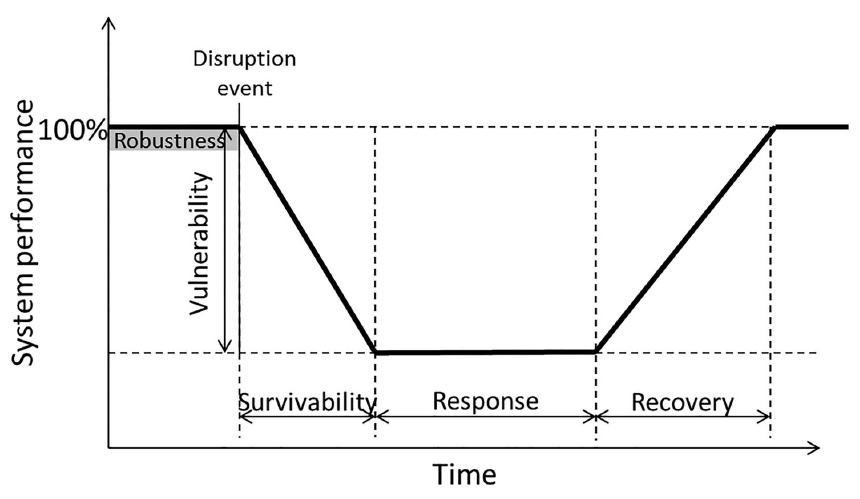 Disruption
event
100%
Robustness
Vulnerability
System performance
Survivability
Response
Recovery
Time